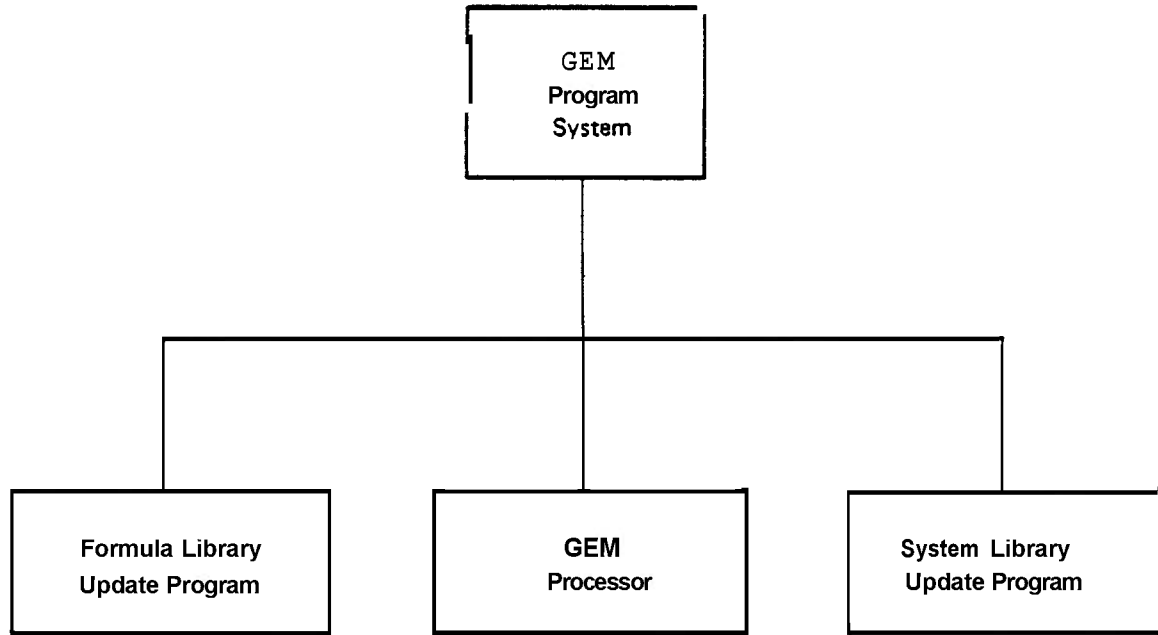 GEM
Program
System
Formula Library
Update Program
GEM
Processor
System Library
Update Program